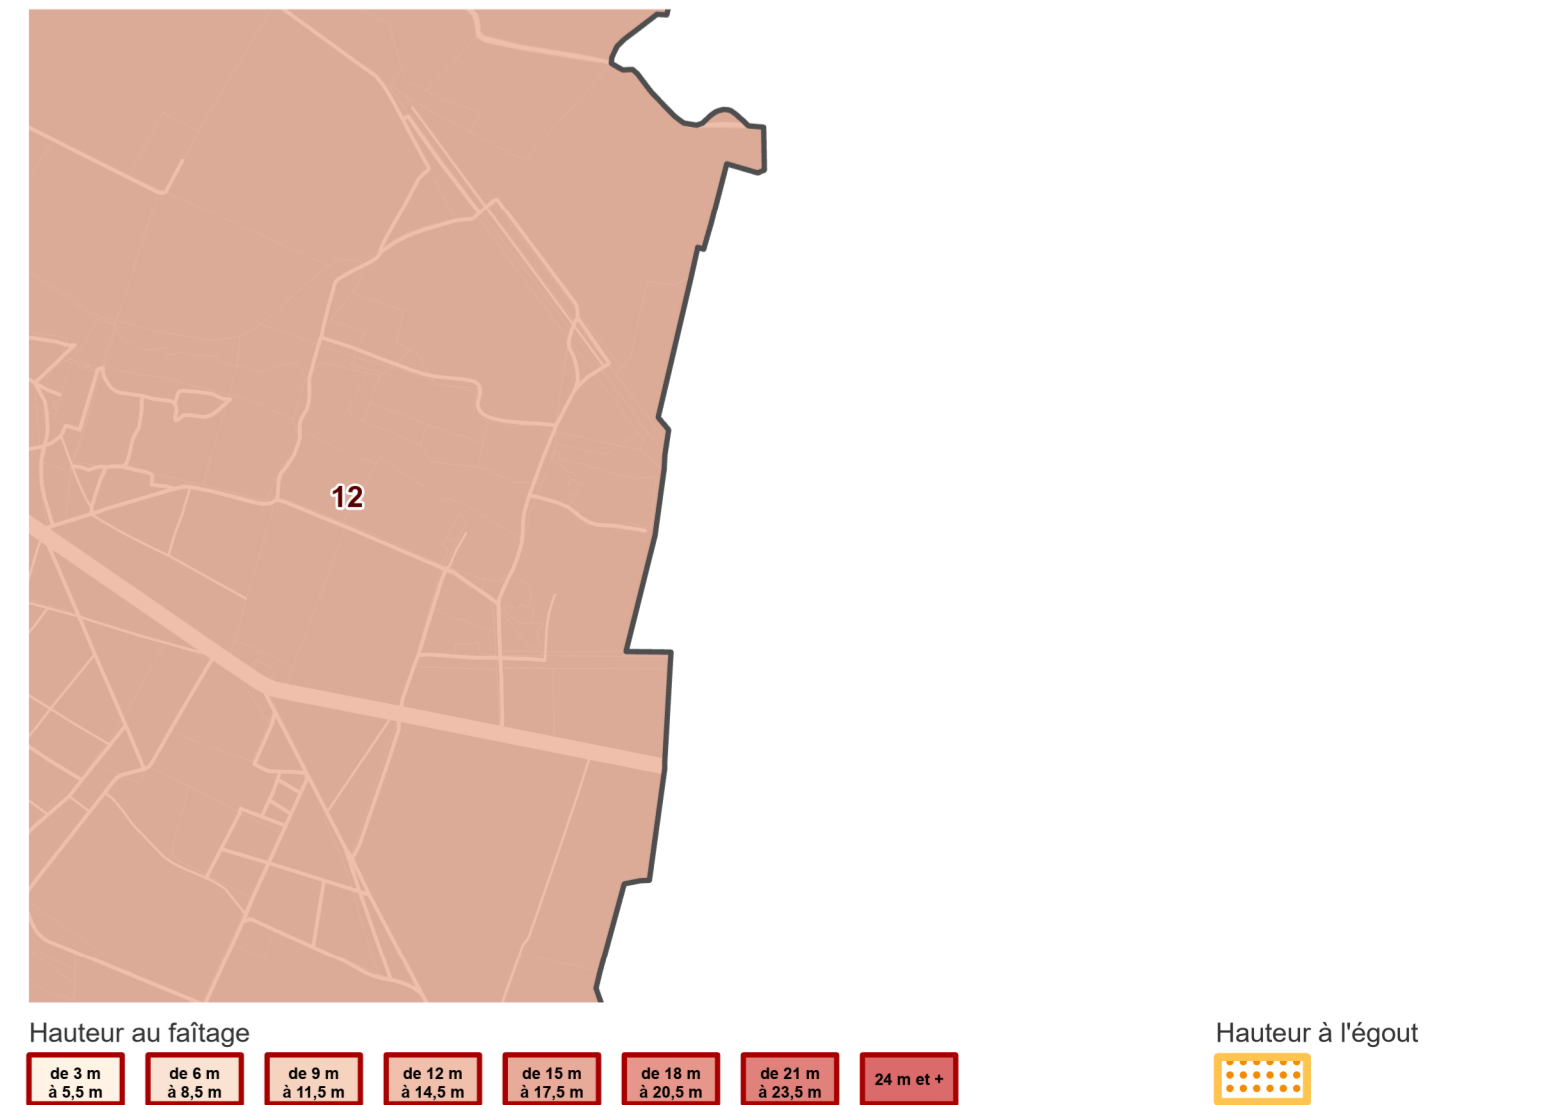 12
Hauteur au faîtage
Hauteur à l'égout
de 3 m
à 5,5 m
de 6 m
à 8,5 m
de 9 m
à 11,5 m
de 12 m
à 14,5 m
de 15 m
à 17,5 m
de 18 m
à 20,5 m
de 21 m
à 23,5 m
24 m et +